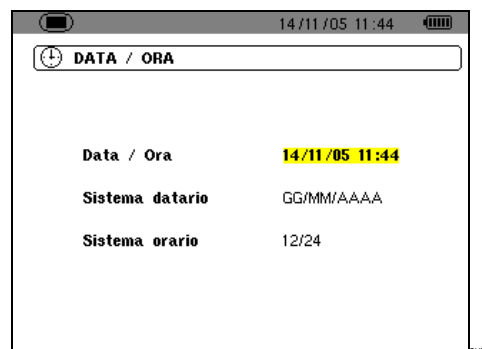 14/11/05 11:44
DATA / ORA
Data / Ora 14/11/05 11:44
Sistema datario GG/MM/AAAA
Sistema orario 12/24